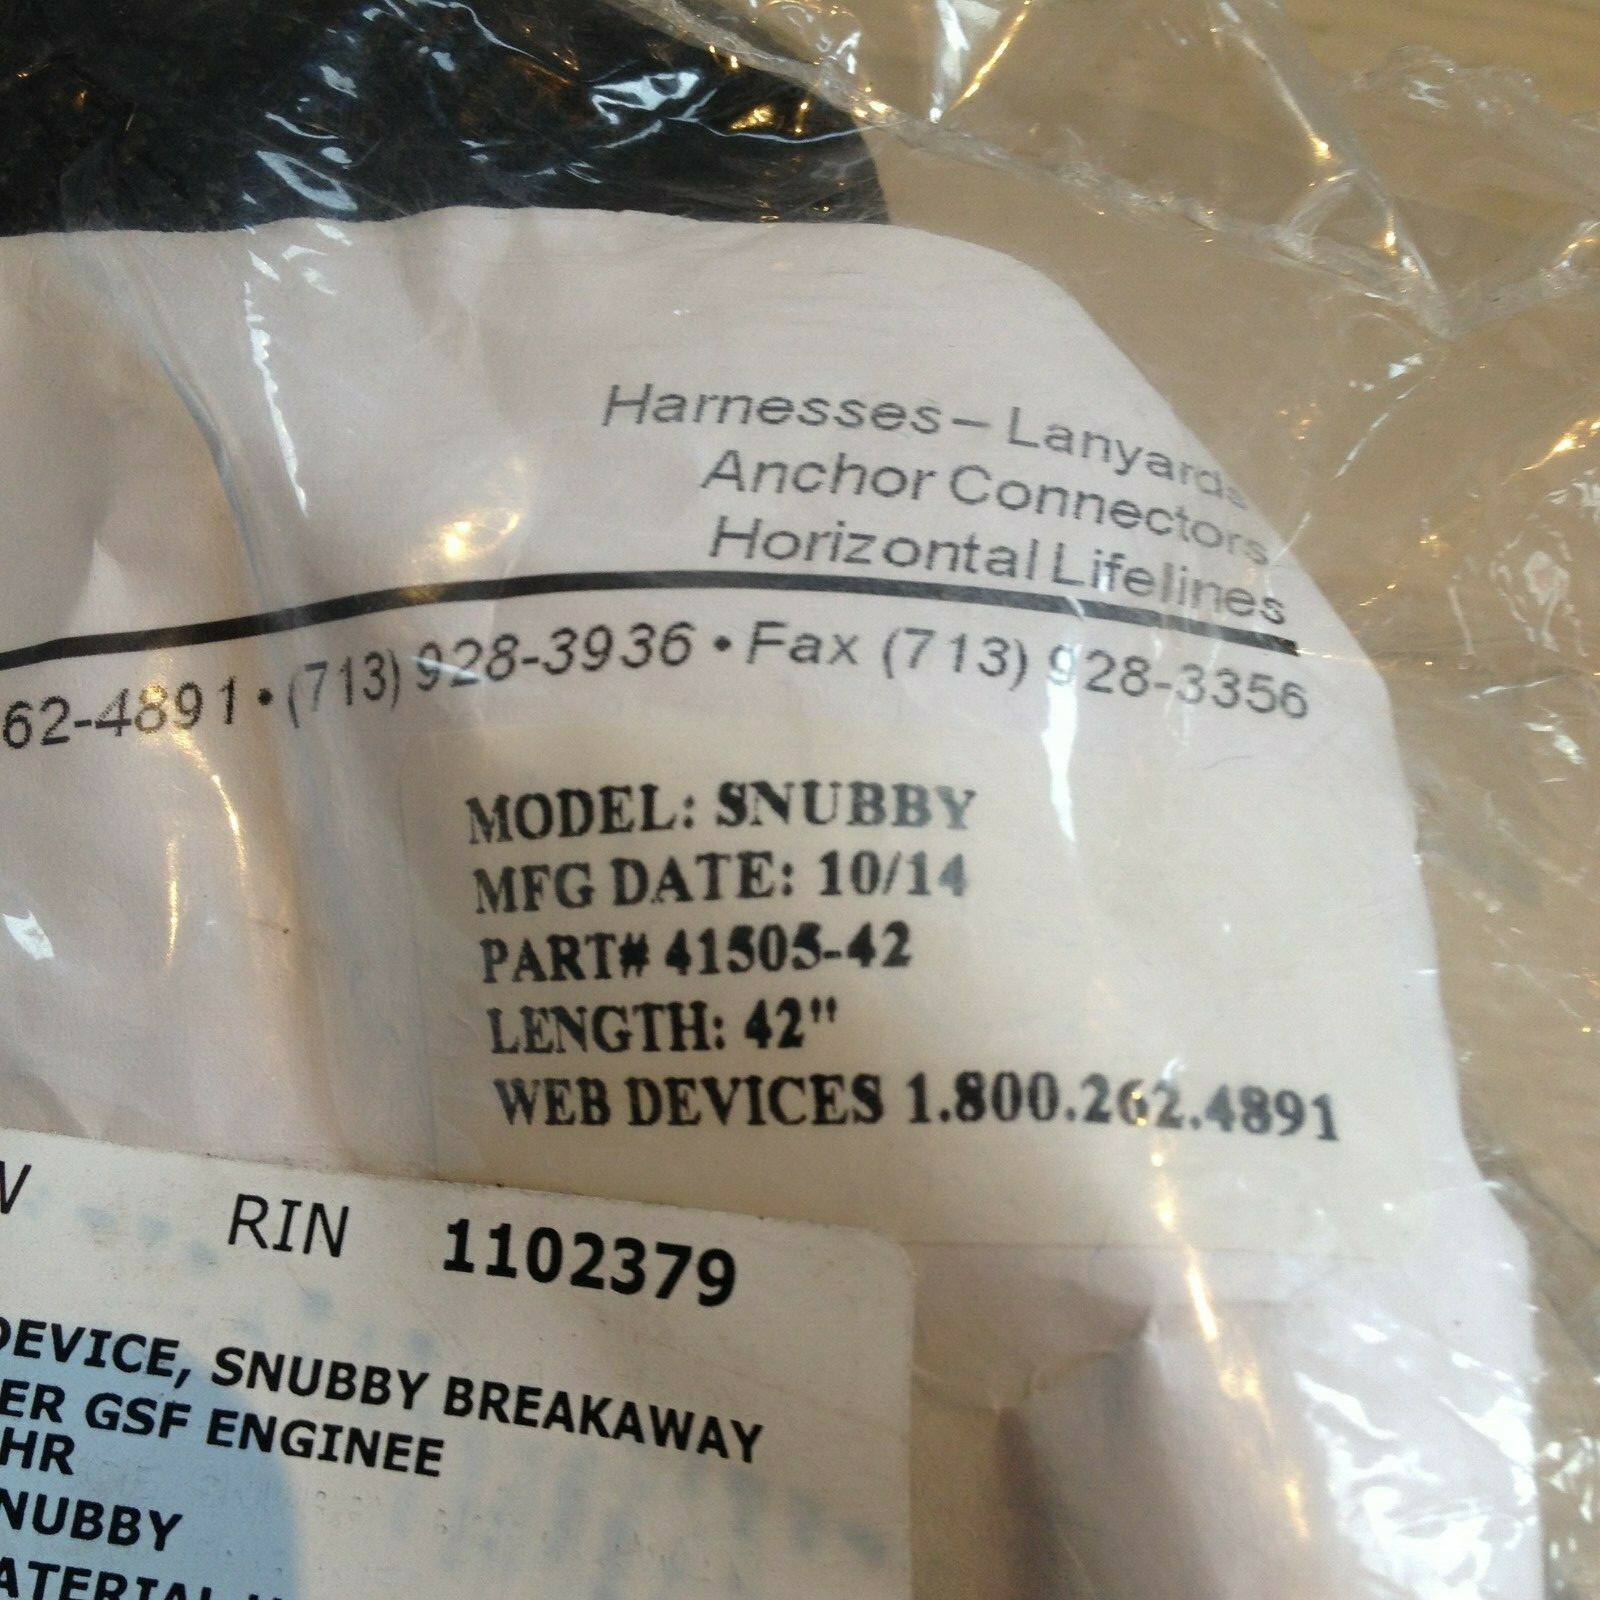 Harnesses – Lanyards
Anchor Connectors
Horizontal Lifelines
62-4891 • (713) 928-3936 • Fax (713) 928-3356
MODEL: SNUBBY
MFG DATE: 10/14
PART# 41505-42
LENGTH: 42"
WEB DEVICES 1.800.262.4891
RIN 1102379
DEVICE, SNUBBY BREAKAWAY
ER GSF ENGINEE
HR
NUBBY
ATERIAL